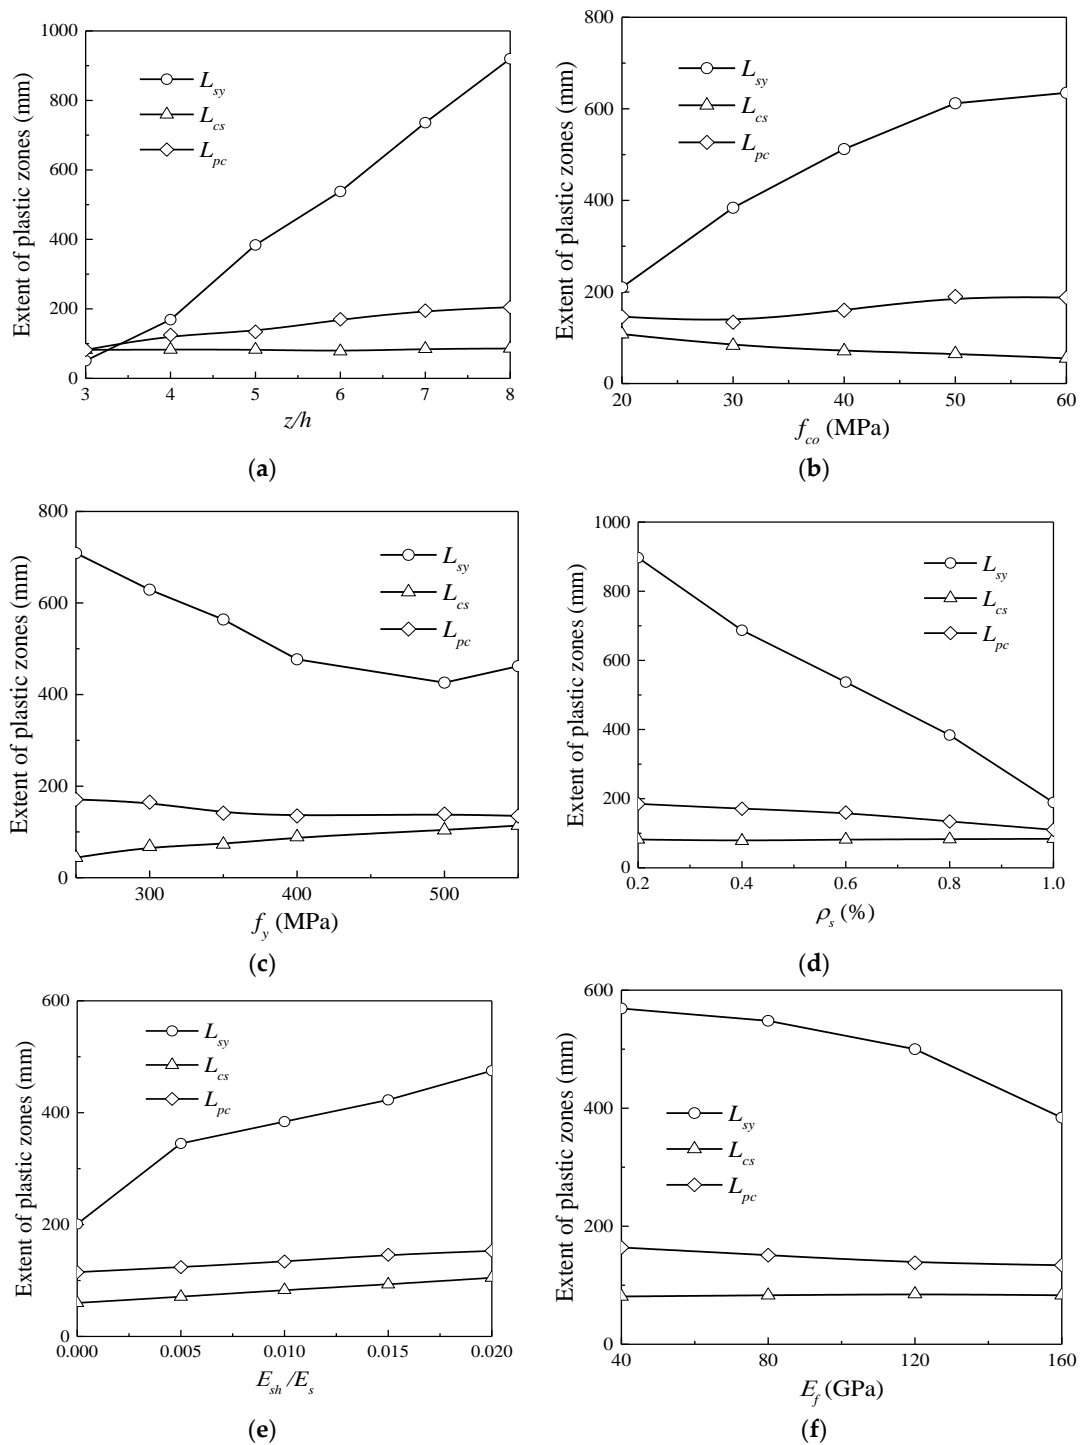 Extent of plastic zones (mm)
1000
800
600
400
200
0
L_sy
L_cs
L_pc
3 4 5 6 7 8
z/h
(a)
Extent of plastic zones (mm)
800
600
400
200
0
L_sy
L_cs
L_pc
20 30 40 50 60
f_co (MPa)
(b)
Extent of plastic zones (mm)
800
600
400
200
0
L_sy
L_cs
L_pc
300 400 500
f_y (MPa)
(c)
Extent of plastic zones (mm)
1000
800
600
400
200
0
L_sy
L_cs
L_pc
0.2 0.4 0.6 0.8 1.0
ρ_s (%)
(d)
Extent of plastic zones (mm)
600
400
200
0
L_sy
L_cs
L_pc
0.000 0.005 0.010 0.015 0.020
E_sh /E_s
(e)
Extent of plastic zones (mm)
600
400
200
0
L_sy
L_cs
L_pc
40 80 120 160
E_f (GPa)
(f)